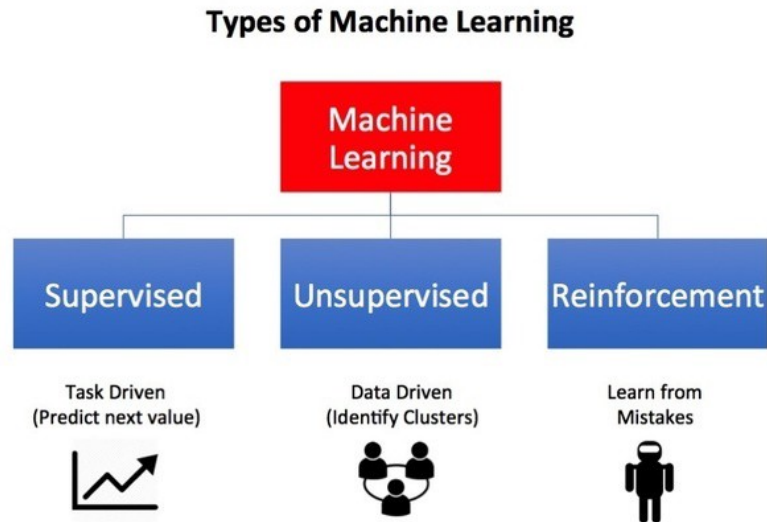 Types of Machine Learning
Machine
Learning
Supervised
Unsupervised
Reinforcement
Task Driven
(Predict next value)
Data Driven
(Identify Clusters)
Learn from
Mistakes